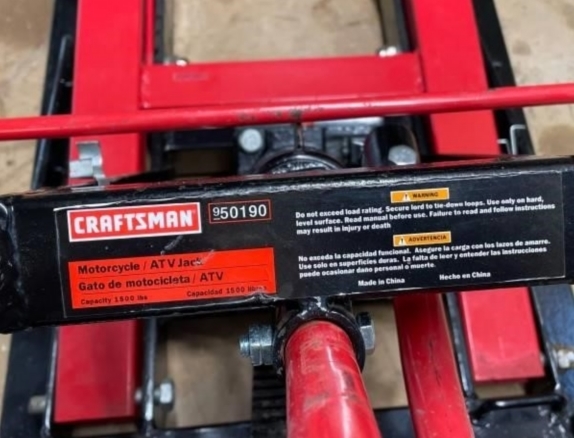 CRAFTSMAN
950190
Motorcycle / ATV Jack
Gato de motocicleta / ATV
Capacity 1500 lbs
Capacidad 1500
WARNING
Do not exceed load rating. Secure lord to tie-down loops. Use only on hard,
level surface. Read manual before use. Failure to read and follow instructions
may result in injury or death
ADVERTENCIA
No exceda la capacidad funcional. Asegure la carga con los lazos de amarre.
Use solo en superficies duras. La falta de leer y entender las instrucciones
puede ocasionar dano personal o muerte.
Made in China
Hecho en China